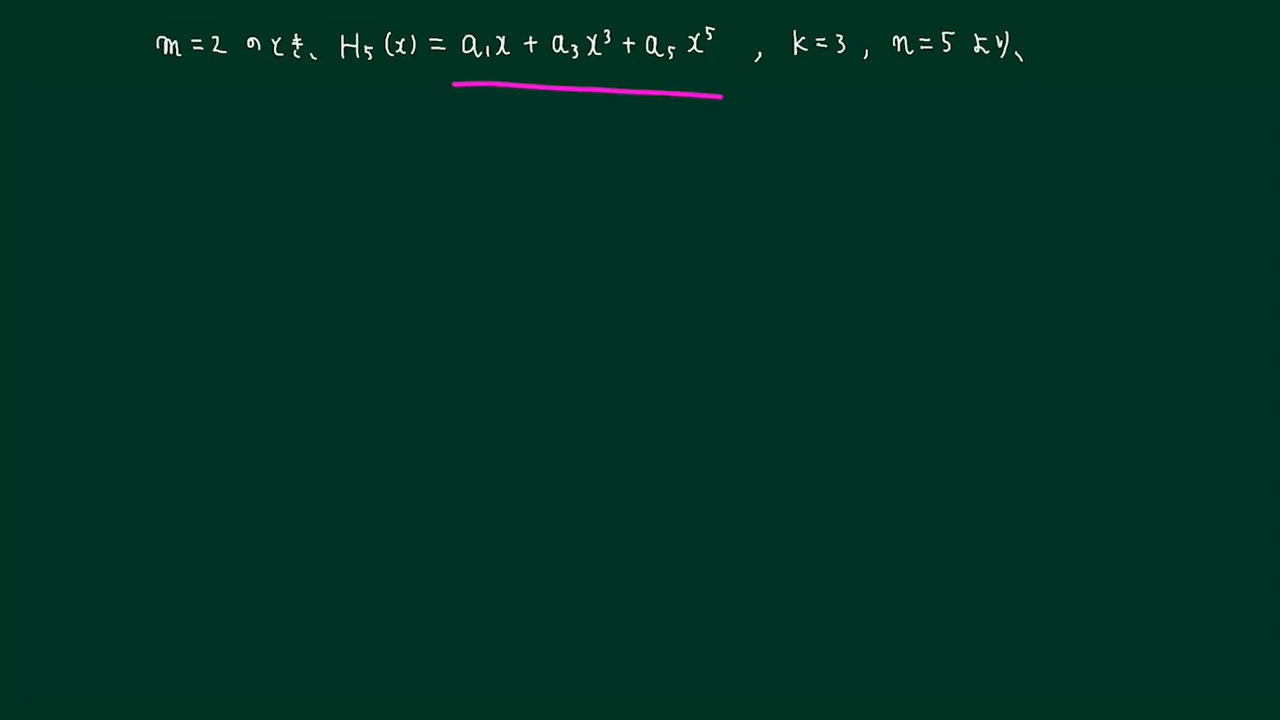 m=2 のとき、 H₅(x) = a₁x + a₃x³ + a₅x⁵ , k=3 , n=5 より、